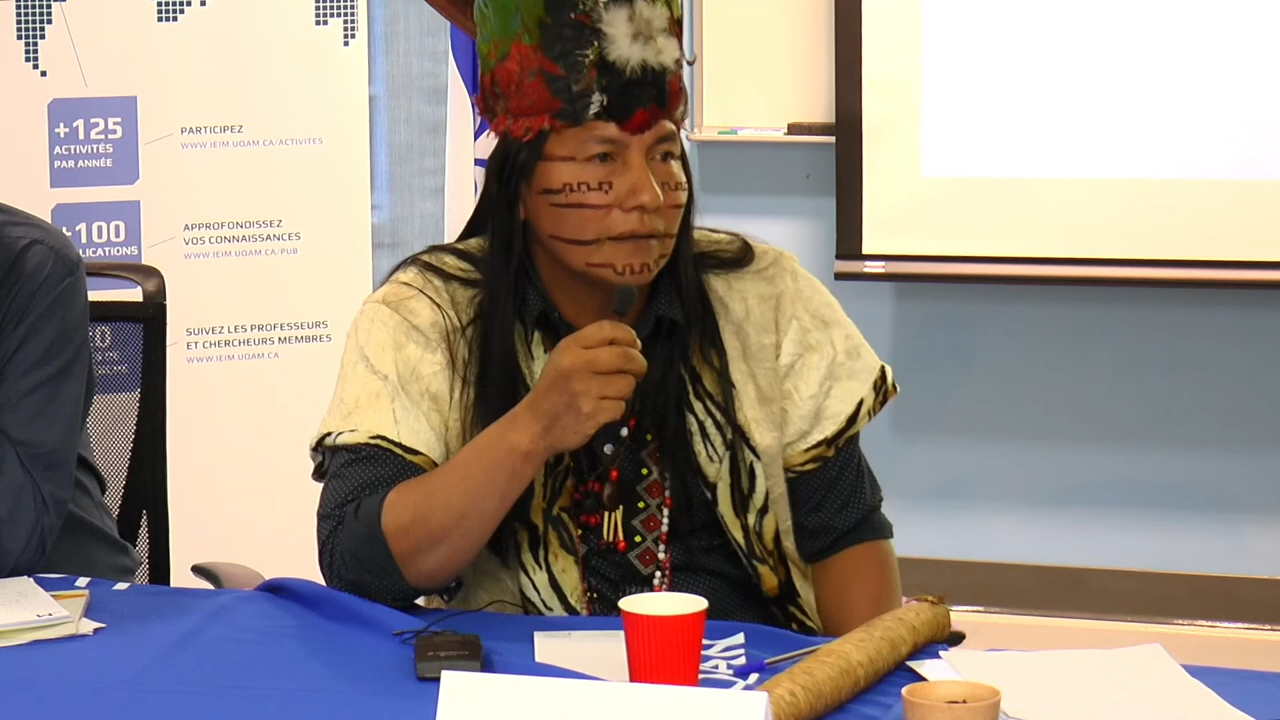 +125
ACTIVITÉS
PAR ANNÉE
PARTICIPEZ
WWW.IEIM.UQAM.CA/ACTIVITES
+100
APPROFONDISSEZ
VOS CONNAISSANCES
WWW.IEIM.UQAM.CA/PUB
SUIVEZ LES PROFESSEURS
ET CHERCHEURS MEMBRES
WWW.IEIM.UQAM.CA